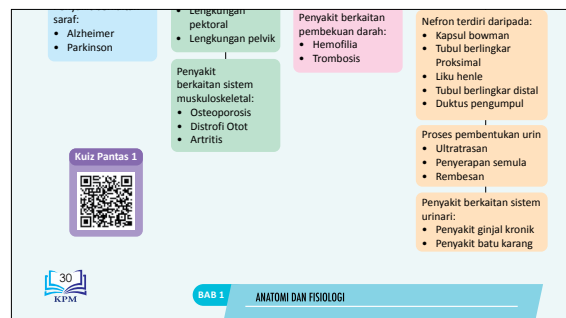 saraf:
• Alzheimer
• Parkinson
• Lengkungan
pektoral
• Lengkungan pelvik
Penyakit
berkaitan sistem
muskuloskeletal:
• Osteoporosis
• Distrofi Otot
• Artritis
Penyakit berkaitan
pembekuan darah:
• Hemofilia
• Trombosis
Nefron terdiri daripada:
• Kapsul bowman
• Tubul berlingkar
Proksimal
• Liku henle
• Tubul berlingkar distal
• Duktus pengumpul
Proses pembentukan urin
• Ultratrasan
• Penyerapan semula
• Rembesan
Penyakit berkaitan sistem
urinari:
• Penyakit ginjal kronik
• Penyakit batu karang
Kuiz Pantas 1
30
KPM
BAB 1
ANATOMI DAN FISIOLOGI